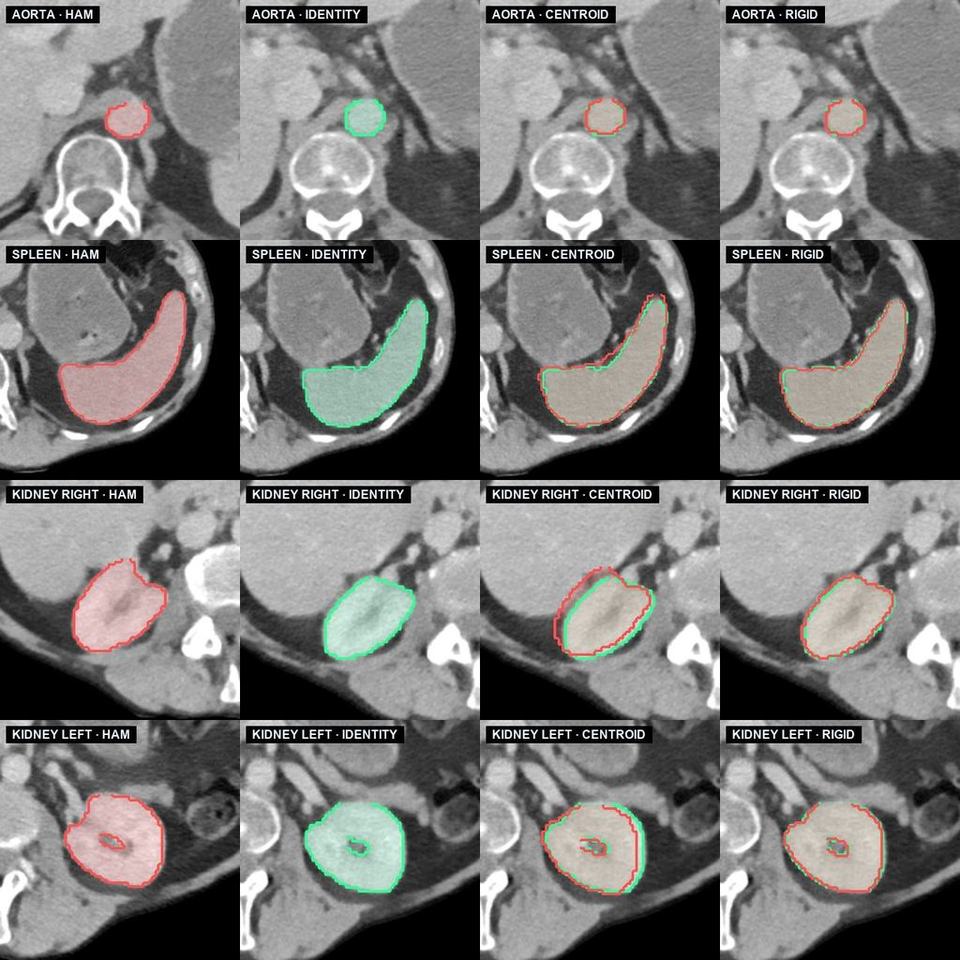 AORTA · HAM
AORTA · IDENTITY
AORTA · CENTROID
AORTA · RIGID
SPLEEN · HAM
SPLEEN · IDENTITY
SPLEEN · CENTROID
SPLEEN · RIGID
KIDNEY RIGHT · HAM
KIDNEY RIGHT · IDENTITY
KIDNEY RIGHT · CENTROID
KIDNEY RIGHT · RIGID
KIDNEY LEFT · HAM
KIDNEY LEFT · IDENTITY
KIDNEY LEFT · CENTROID
KIDNEY LEFT · RIGID